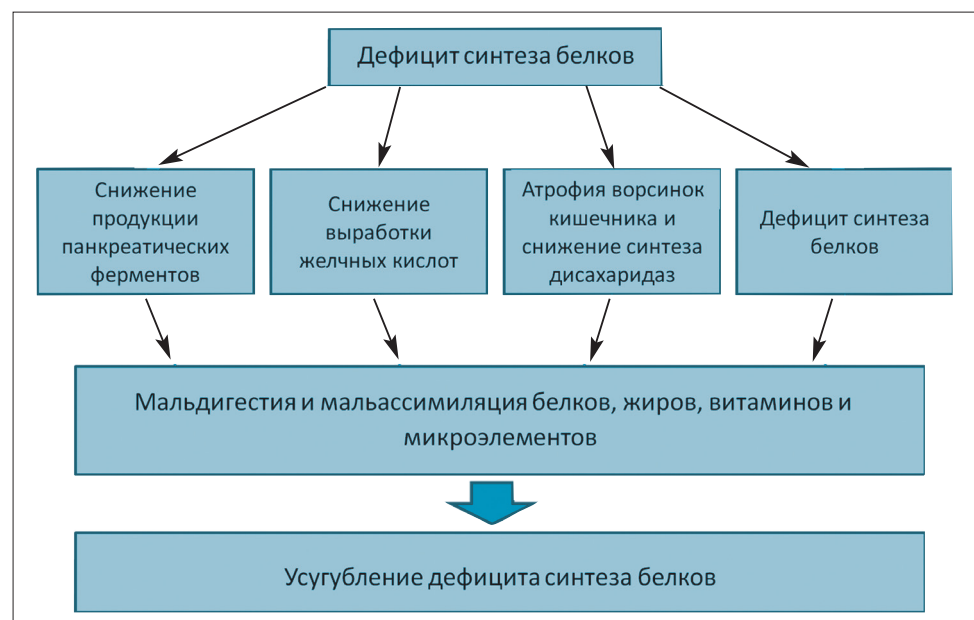 Дефицит синтеза белков
Снижение
продукции
панкреатических
ферментов
Снижение
выработки
желчных кислот
Атрофия ворсинок
кишечника и
снижение синтеза
дисахаридаз
Дефицит синтеза
белков
Мальдигестия и мальассимиляция белков, жиров, витаминов и
микроэлементов
Усугубление дефицита синтеза белков